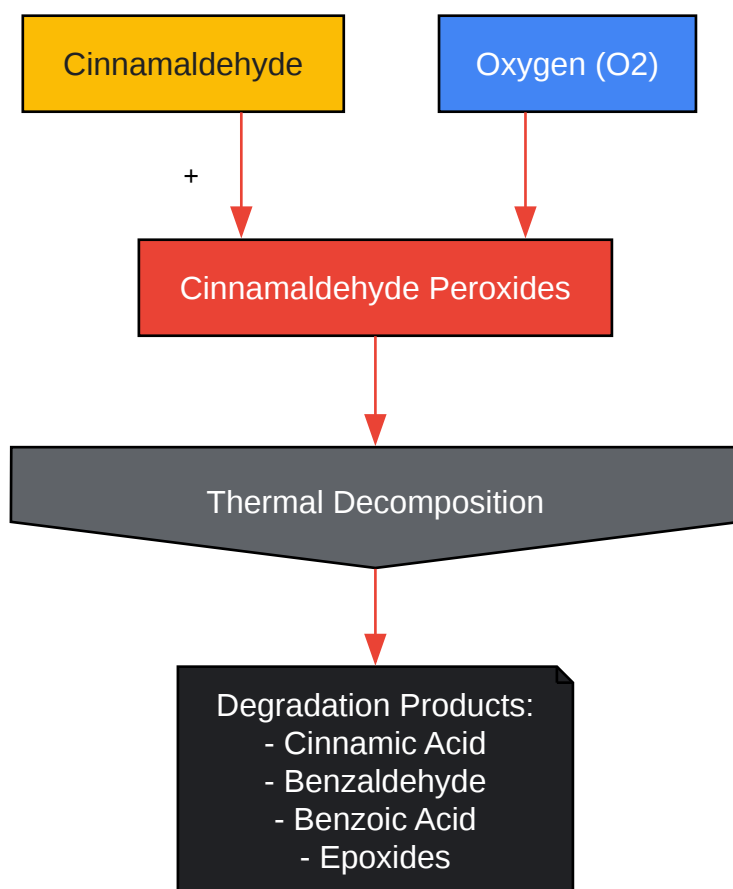 Cinnamaldehyde
Oxygen (O2)
+
Cinnamaldehyde Peroxides
Thermal Decomposition
Degradation Products:
- Cinnamic Acid
- Benzaldehyde
- Benzoic Acid
- Epoxides